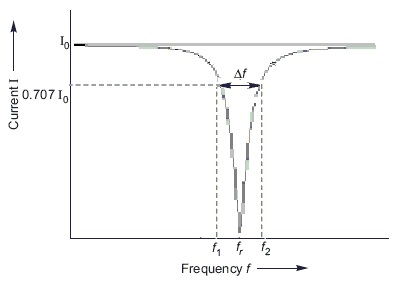 I₀
Δf
0.707 I₀
Current I
f₁ fᵣ f₂
Frequency f